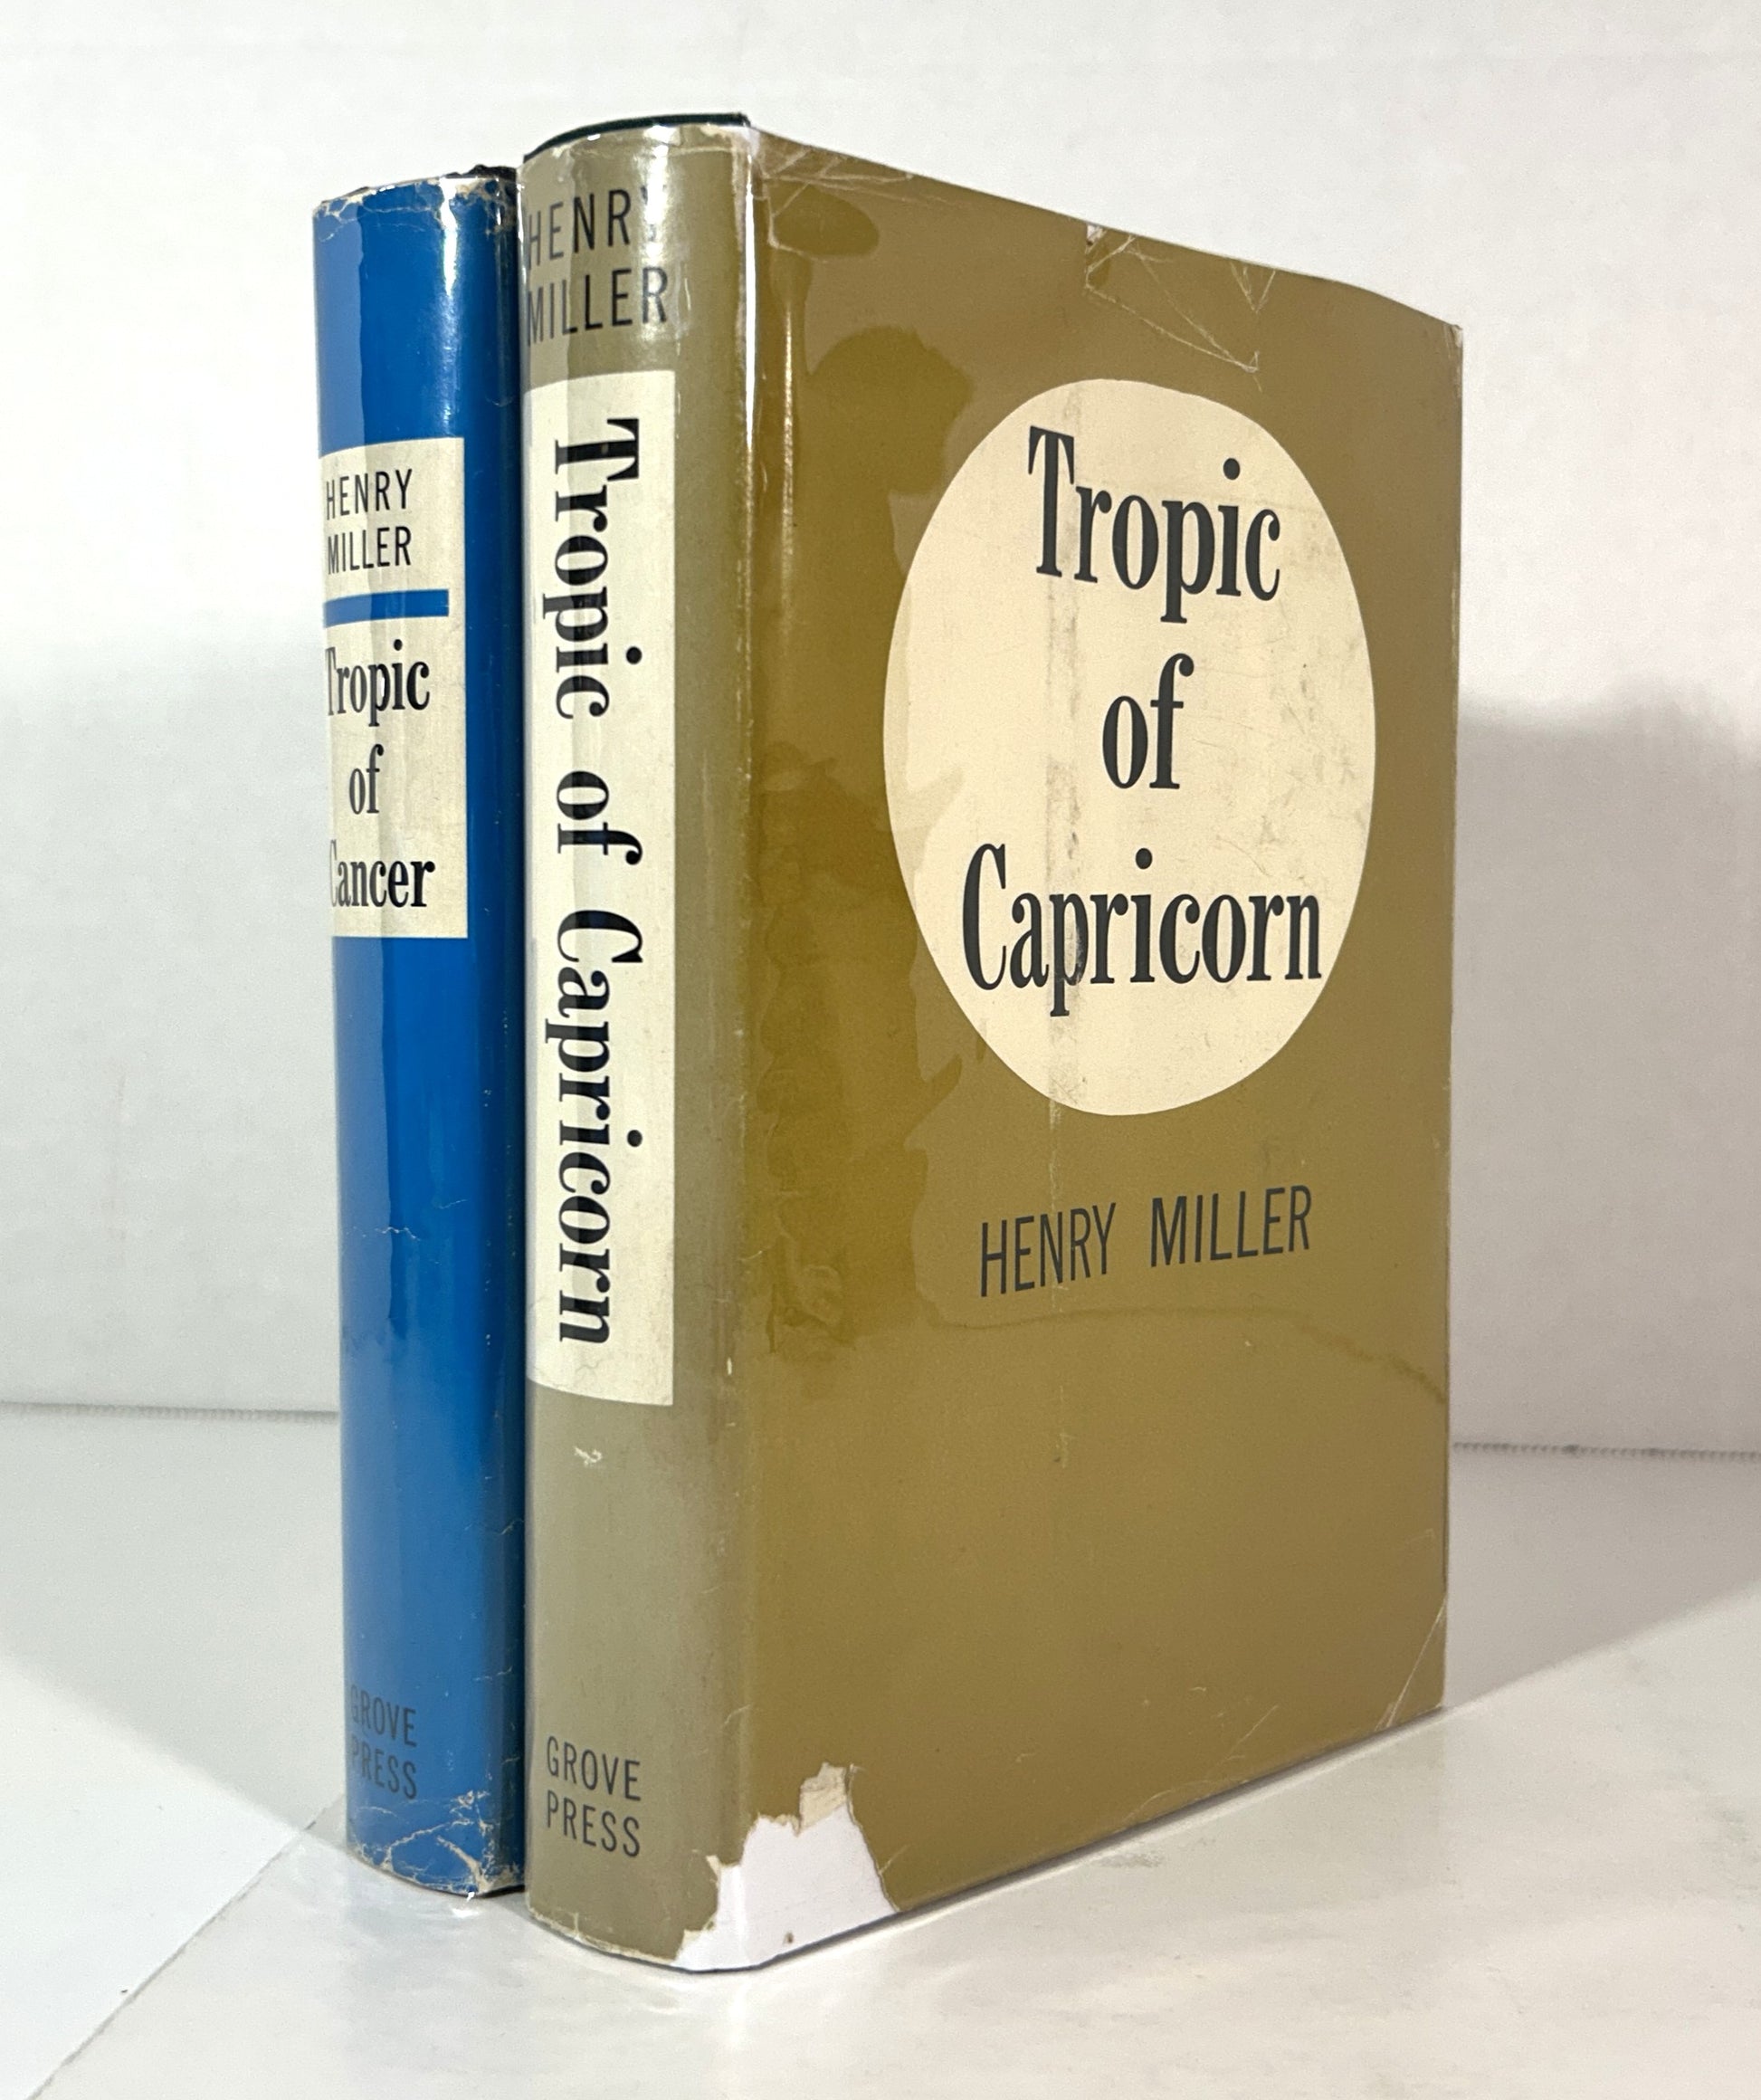 HENRY
MILLER
Tropic
of
Cancer
GROVE
PRESS
HENRY
MILLER
Tropic of Capricorn
GROVE
PRESS
Tropic
of
Capricorn
HENRY MILLER